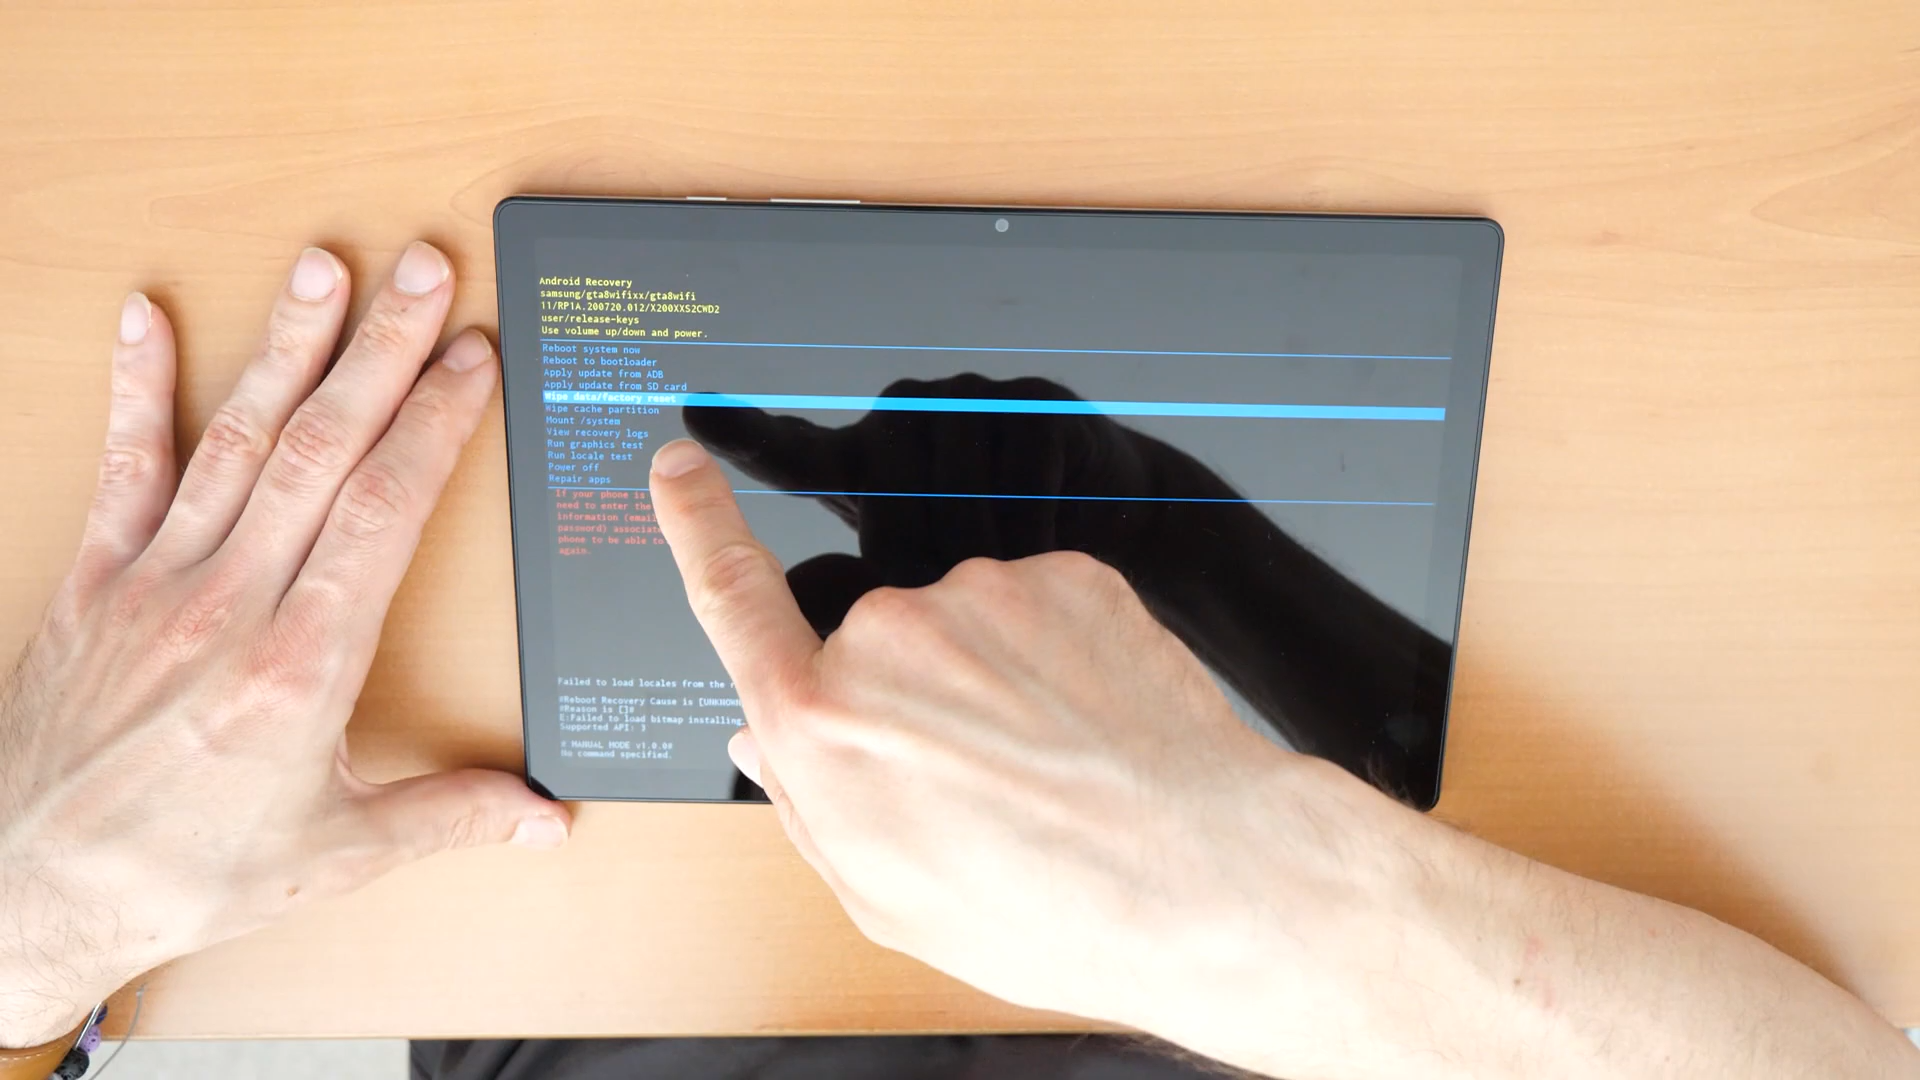 Android Recovery
samsung/gta8wifixx/gta8wifi
11/RP1A.200720.012/X200XXS2CWD2
user/release-keys
Use volume up/down and power.
Reboot system now
Reboot to bootloader
Apply update from ADB
Apply update from SD card
Wipe data/factory reset
Wipe cache partition
Mount /system
View recovery logs
Run graphics test
Run locale test
Power off
Repair apps
If your phone is
need to enter the
information (email
password) associat
phone to be able to
again.
Failed to load locales from the r
#Reboot Recovery Cause is [UNKNOWN
#Reason is []#
E:Failed to load bitmap installing_
Supported API: 3
# MANUAL MODE v1.0.0#
No command specified.